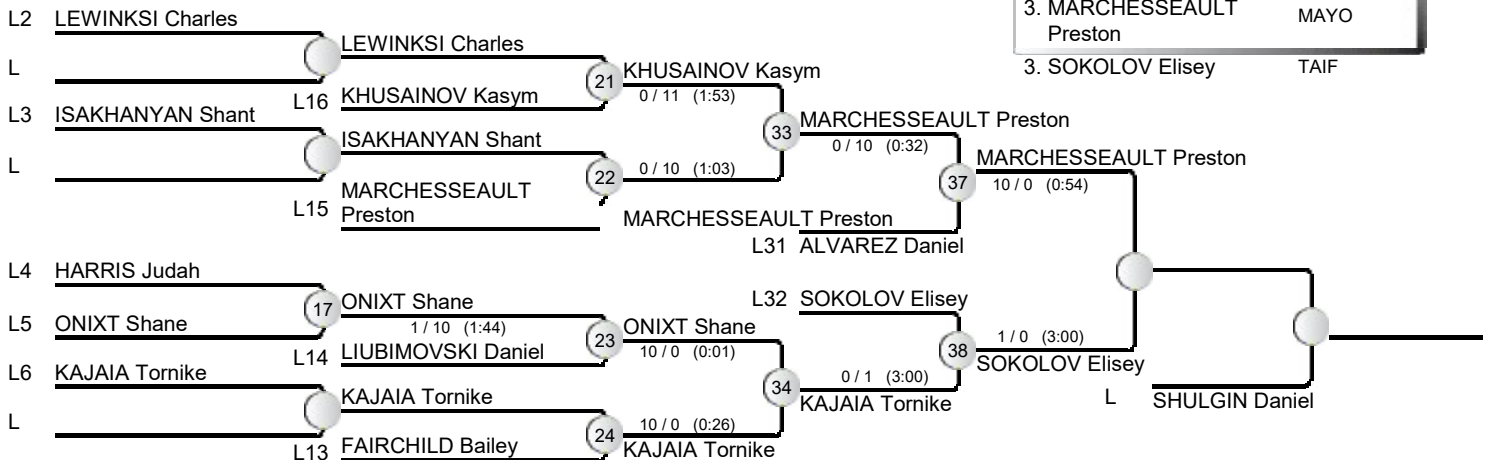 3. MARCHESSEAULT MAYO
Preston
3. SOKOLOV Elisey TAIF
L2 LEWINKSI Charles
LEWINKSI Charles
L
21 KHUSAINOV Kasym
0 / 11 (1:53)
L16 KHUSAINOV Kasym
L3 ISAKHANYAN Shant
33 MARCHESSEAULT Preston
0 / 10 (0:32)
ISAKHANYAN Shant
L
22 0 / 10 (1:03)
MARCHESSEAULT
L15 Preston
MARCHESSEAULT Preston
37 MARCHESSEAULT Preston
10 / 0 (0:54)
L31 ALVAREZ Daniel
L4 HARRIS Judah
17 ONIXT Shane
1 / 10 (1:44)
L5 ONIXT Shane
L32 SOKOLOV Elisey
23 ONIXT Shane
10 / 0 (0:01)
L14 LIUBIMOVSKI Daniel
38 1 / 0 (3:00)
SOKOLOV Elisey
L6 KAJAIA Tornike
34 0 / 1 (3:00)
KAJAIA Tornike
KAJAIA Tornike
L SHULGIN Daniel
L
24 10 / 0 (0:26)
KAJAIA Tornike
L13 FAIRCHILD Bailey